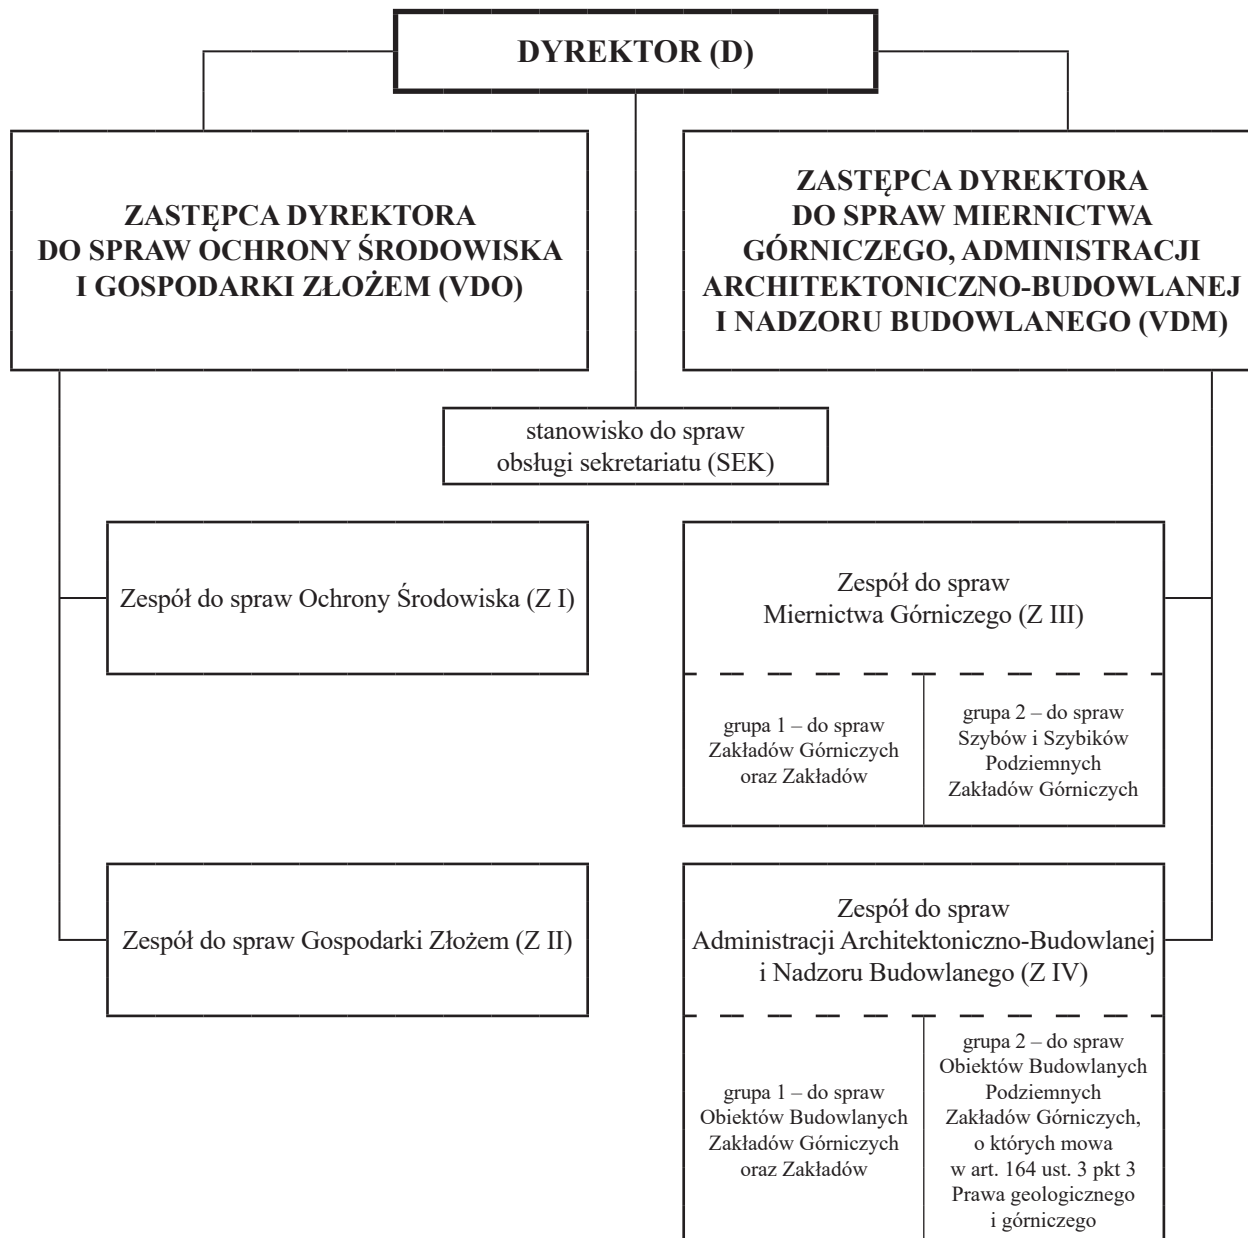 DYREKTOR (D)
ZASTĘPCA DYREKTORA
DO SPRAW OCHRONY ŚRODOWISKA
I GOSPODARKI ZŁOŻEM (VDO)
ZASTĘPCA DYREKTORA
DO SPRAW MIERNICTWA
GÓRNICZEGO, ADMINISTRACJI
ARCHITEKTONICZNO-BUDOWLANEJ
I NADZORU BUDOWLANEGO (VDM)
stanowisko do spraw
obsługi sekretariatu (SEK)
Zespół do spraw Ochrony Środowiska (Z I)
Zespół do spraw
Miernictwa Górniczego (Z III)
grupa 1 – do spraw
Zakładów Górniczych
oraz Zakładów
grupa 2 – do spraw
Szybów i Szybików
Podziemnych
Zakładów Górniczych
Zespół do spraw Gospodarki Złożem (Z II)
Zespół do spraw
Administracji Architektoniczno-Budowlanej
i Nadzoru Budowlanego (Z IV)
grupa 1 – do spraw
Obiektów Budowlanych
Zakładów Górniczych
oraz Zakładów
grupa 2 – do spraw
Obiektów Budowlanych
Podziemnych
Zakładów Górniczych,
o których mowa
w art. 164 ust. 3 pkt 3
Prawa geologicznego
i górniczego